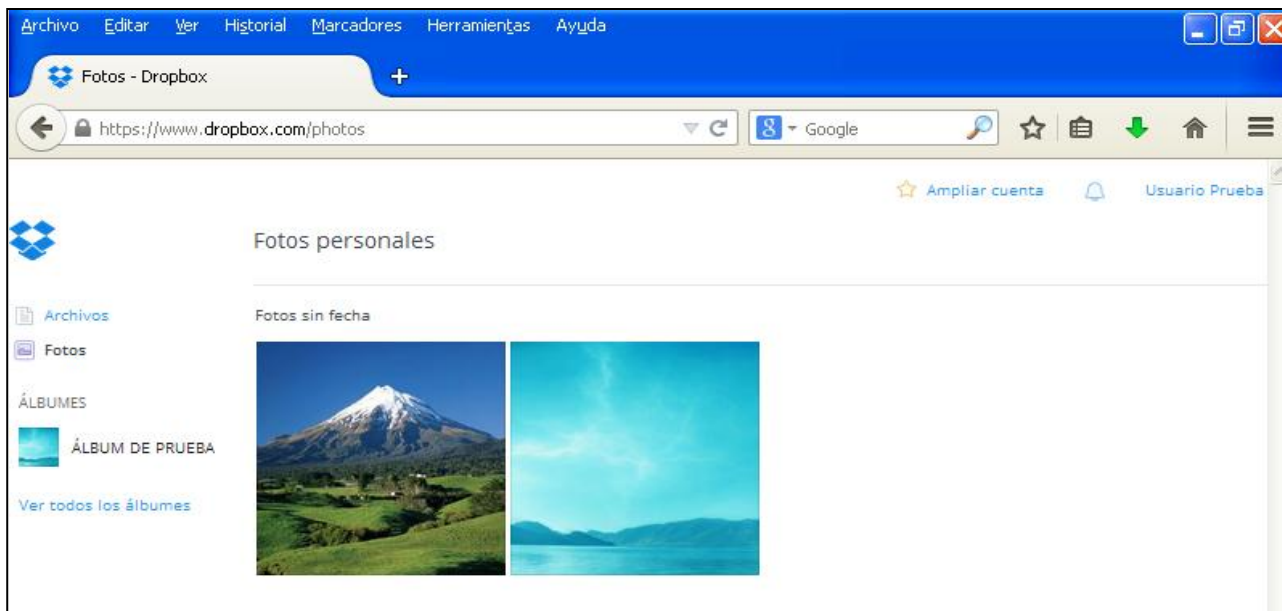 Archivo Editar Ver Historial Marcadores Herramientas Ayuda
Fotos - Dropbox
https://www.dropbox.com/photos
8 Google
Ampliar cuenta
Usuario Prueba
Fotos personales
Archivos
Fotos sin fecha
Fotos
ÁLBUMES
ÁLBUM DE PRUEBA
Ver todos los álbumes